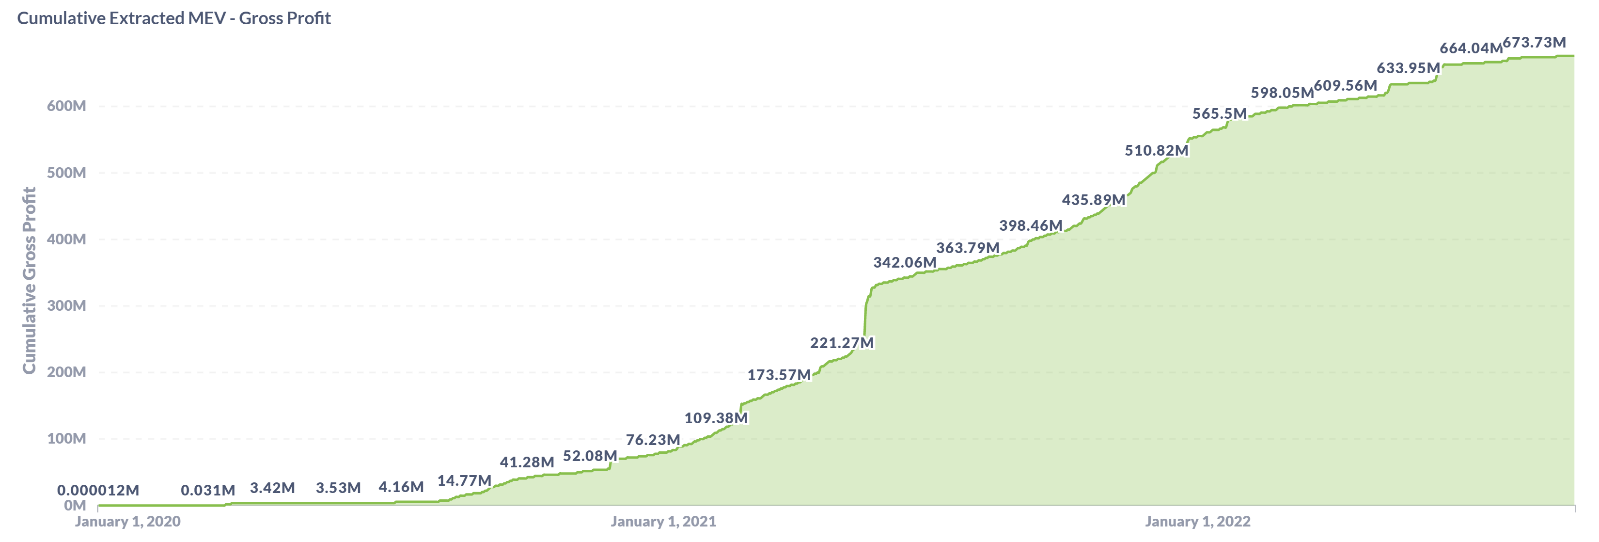 Cumulative Extracted MEV - Gross Profit
Cumulative Gross Profit
600M
500M
400M
300M
200M
100M
0M
0.000012M
0.031M
3.42M
3.53M
4.16M
14.77M
41.28M
52.08M
76.23M
109.38M
173.57M
221.27M
342.06M
363.79M
398.46M
435.89M
510.82M
565.5M
598.05M
609.56M
633.95M
664.04M
673.73M
January 1, 2020
January 1, 2021
January 1, 2022